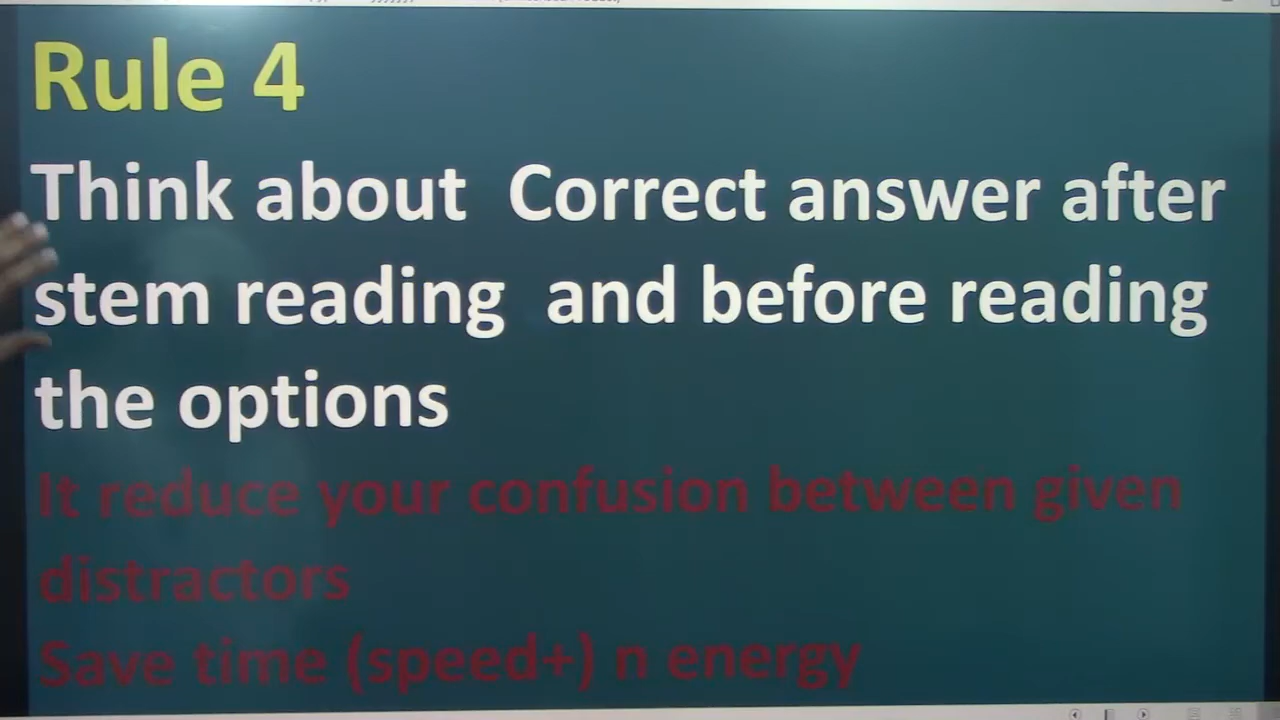 Rule 4
Think about Correct answer after
stem reading and before reading
the options
It reduce your confusion between given
distractors
Save time (speed+) n energy